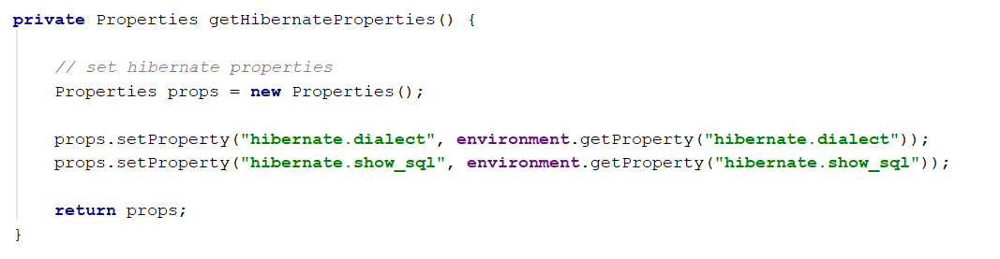 private Properties getHibernateProperties() {
// set hibernate properties
Properties props = new Properties();
props.setProperty("hibernate.dialect", environment.getProperty("hibernate.dialect"));
props.setProperty("hibernate.show_sql", environment.getProperty("hibernate.show_sql"));
return props;
}